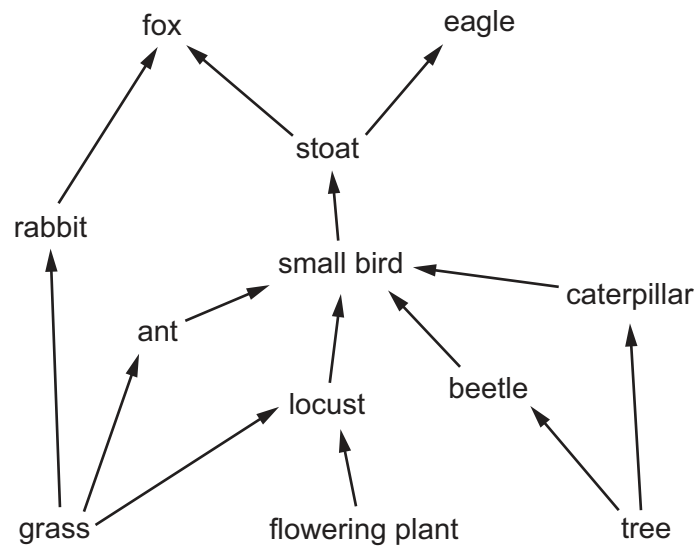 fox
eagle
stoat
rabbit
small bird
caterpillar
ant
beetle
locust
grass
flowering plant
tree